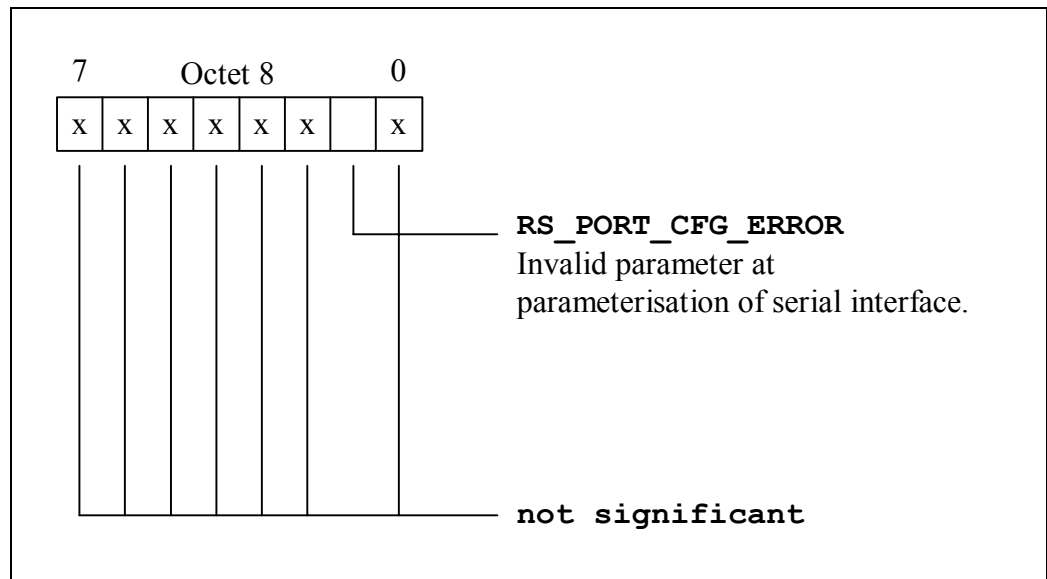 7 Octet 8 0
x x x x x x x
RS_PORT_CFG_ERROR
Invalid parameter at
parameterisation of serial interface.
not significant